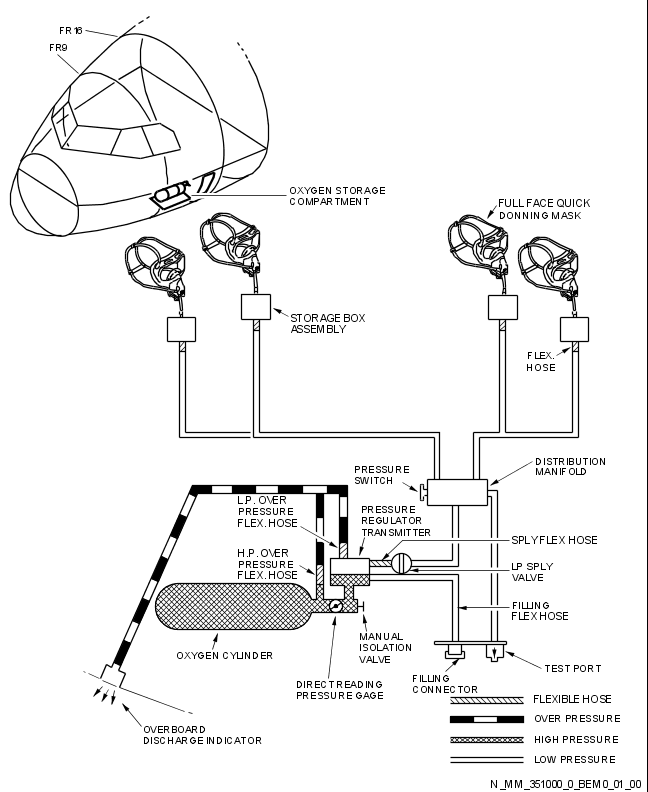 FR16
FR9
OXYGEN STORAGE
COMPARTMENT
FULL FACE QUICK
DONNING MASK
STORAGE BOX
ASSEMBLY
FLEX.
HOSE
DISTRIBUTION
MANIFOLD
PRESSURE
SWITCH
L.P. OVER
PRESSURE
FLEX. HOSE
PRESSURE
REGULATOR
TRANSMITTER
SPLY FLEX HOSE
H.P. OVER
PRESSURE
FLEX. HOSE
LP SPLY
VALVE
FILLING
FLEX HOSE
MANUAL
ISOLATION
VALVE
OXYGEN CYLINDER
TEST PORT
DIRECT READING
PRESSURE GAGE
FILLING
CONNECTOR
FLEXIBLE HOSE
OVER PRESSURE
OVERBOARD
DISCHARGE INDICATOR
HIGH PRESSURE
LOW PRESSURE
N_MM_351000_0_BEM0_01_00